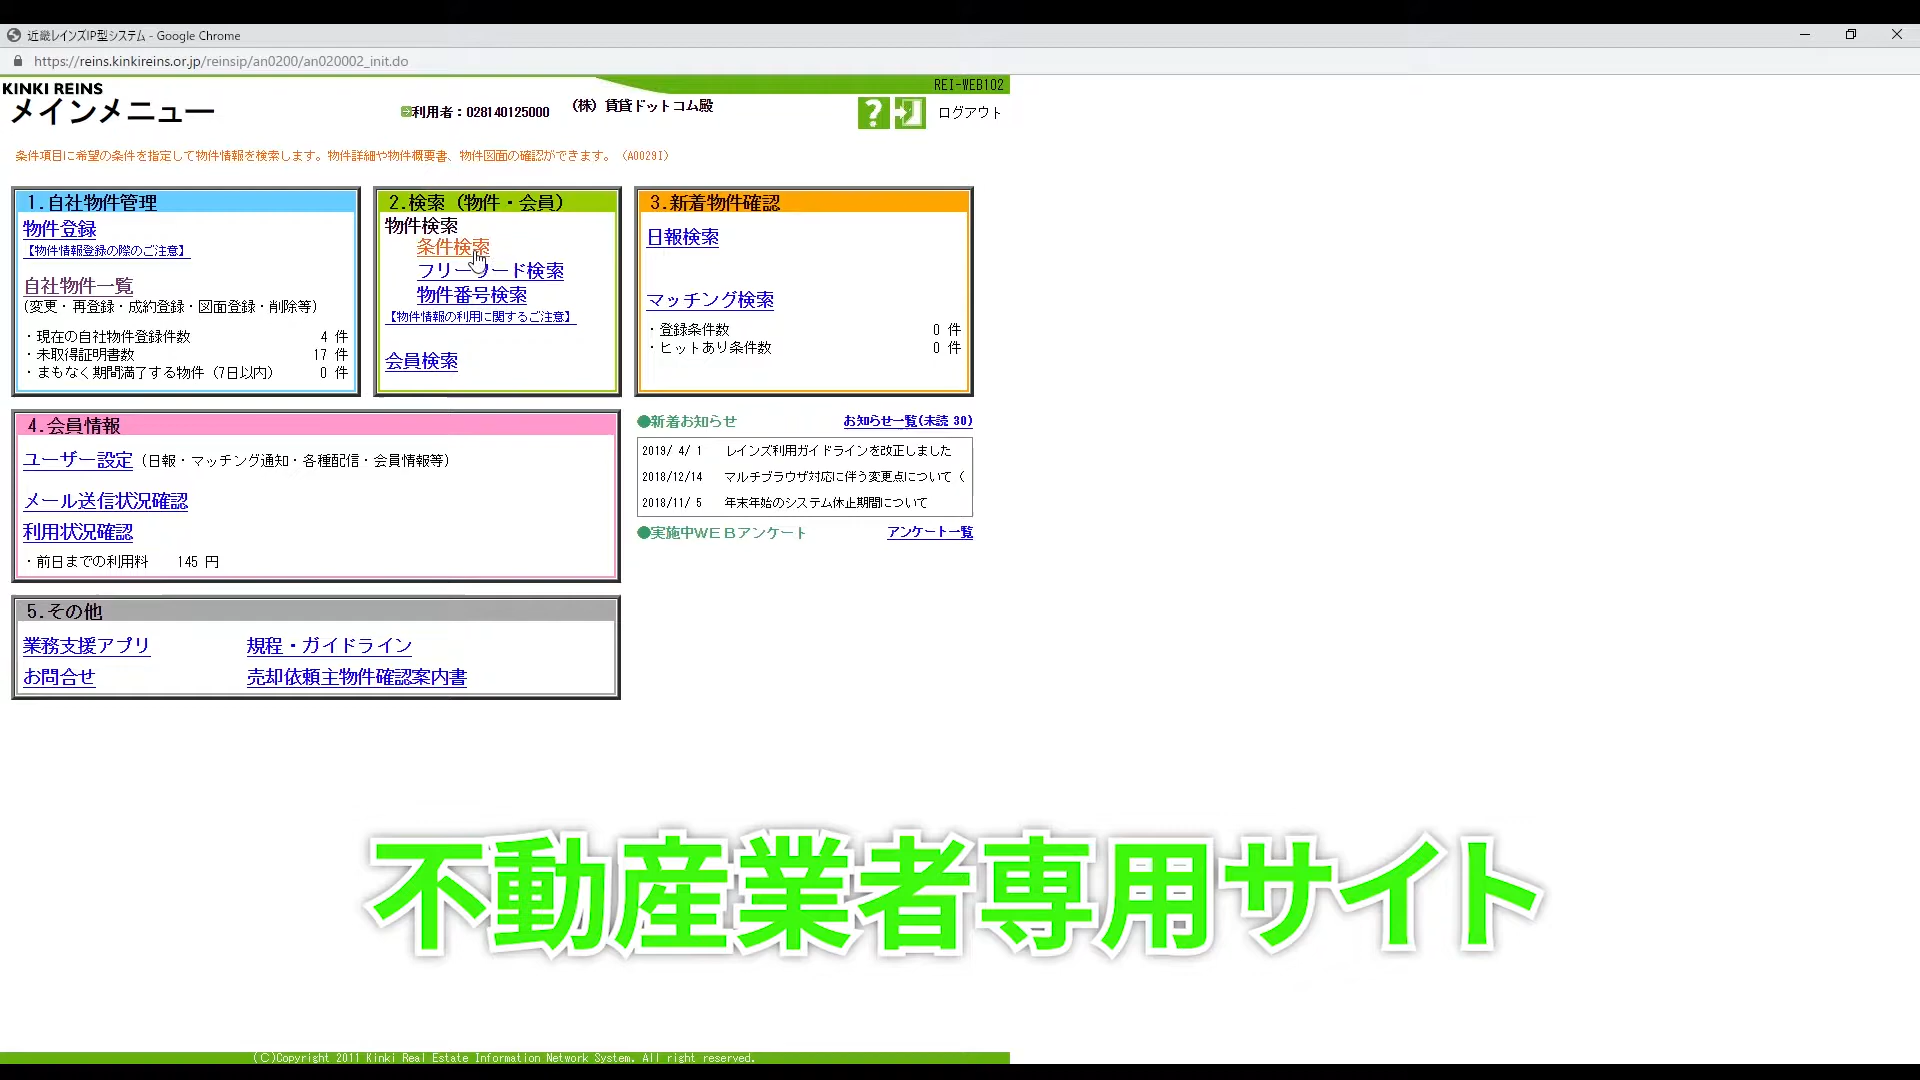 近畿レインズIP型システム - Google Chrome
https://reins.kinkireins.or.jp/reinsip/an0200/an020002_init.do
REI-WEB102
KINKI REINS
メインメニュー
利用者：028140125000 （株）賃貸ドットコム殿
? ログアウト
条件項目に希望の条件を指定して物件情報を検索します。物件詳細や物件概要書、物件図面の確認ができます。（A0029I）
1.自社物件管理
物件登録
【物件情報登録の際のご注意】
自社物件一覧
(変更・再登録・成約登録・図面登録・削除等)
・現在の自社物件登録件数 4 件
・未取得証明書数 17 件
・まもなく期間満了する物件（7日以内） 0 件
2.検索（物件・会員）
物件検索
条件検索
フリーワード検索
物件番号検索
【物件情報の利用に関するご注意】
会員検索
3.新着物件確認
日報検索
マッチング検索
・登録条件数 0 件
・ヒットあり条件数 0 件
4.会員情報
ユーザー設定（日報・マッチング通知・各種配信・会員情報等）
メール送信状況確認
利用状況確認
・前日までの利用料 145 円
●新着お知らせ お知らせ一覧(未読 30)
2019/ 4/ 1 レインズ利用ガイドラインを改正しました
2018/12/14 マルチブラウザ対応に伴う変更点について（
2018/11/ 5 年末年始のシステム休止期間について
●実施中ＷＥＢアンケート アンケート一覧
5.その他
業務支援アプリ 規程・ガイドライン
お問合せ 売却依頼主物件確認案内書
不動産業者専用サイト
(C)Copyright 2011 Kinki Real Estate Information Network System. All right reserved.